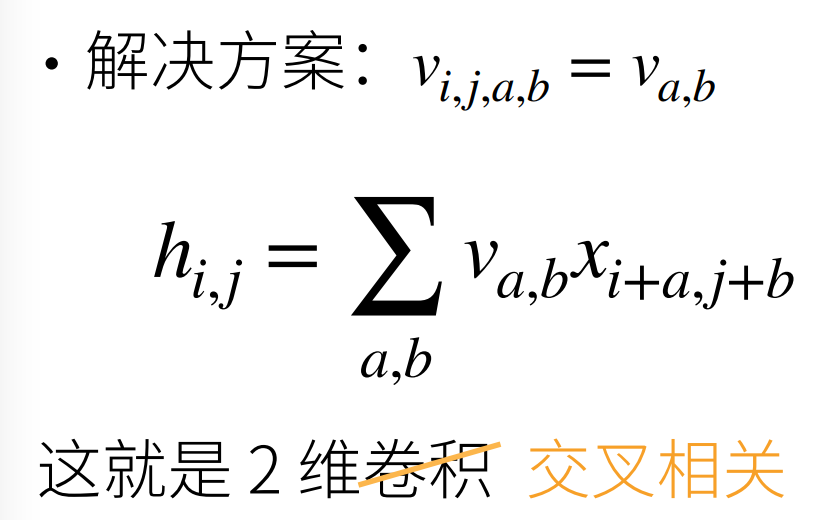 • 解决方案：v_{i,j,a,b} = v_{a,b}
h_{i,j} = \sum_{a,b} v_{a,b} x_{i+a,j+b}
这就是 2 维卷积 交叉相关